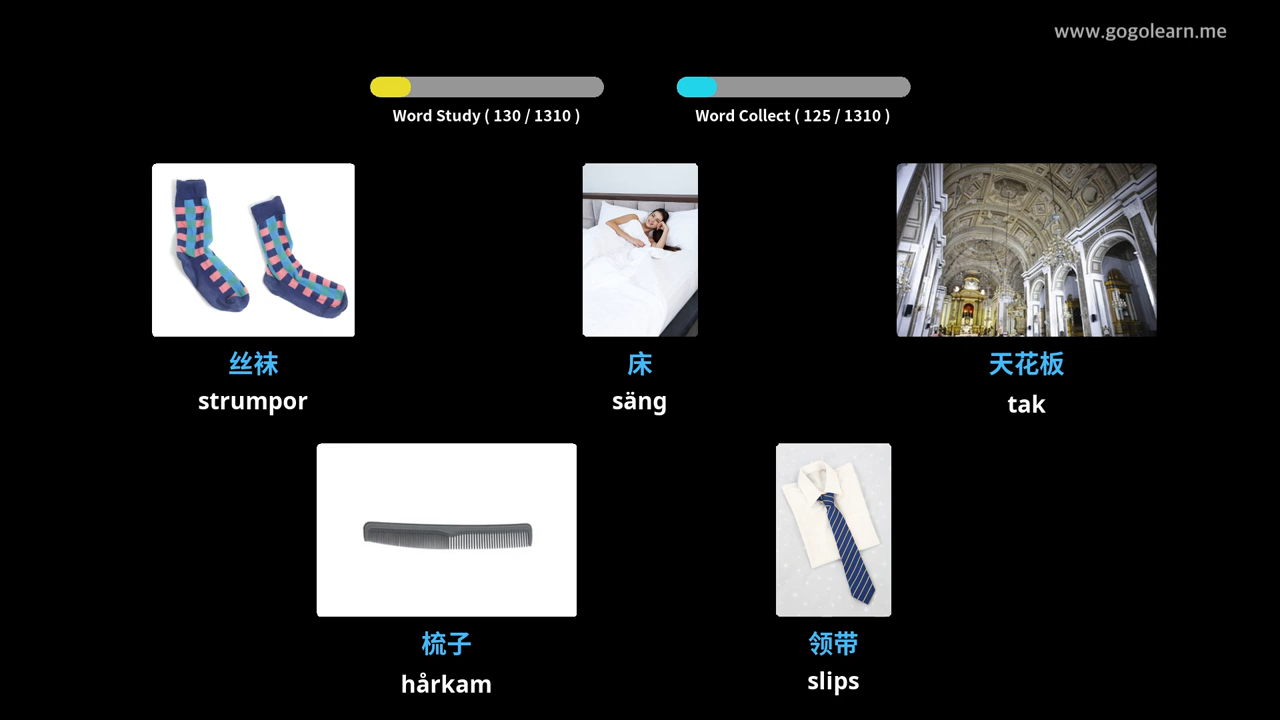 www.gogolearn.me
Word Study ( 130 / 1310 )
Word Collect ( 125 / 1310 )
丝袜
strumpor
床
säng
天花板
tak
梳子
hårkam
领带
slips